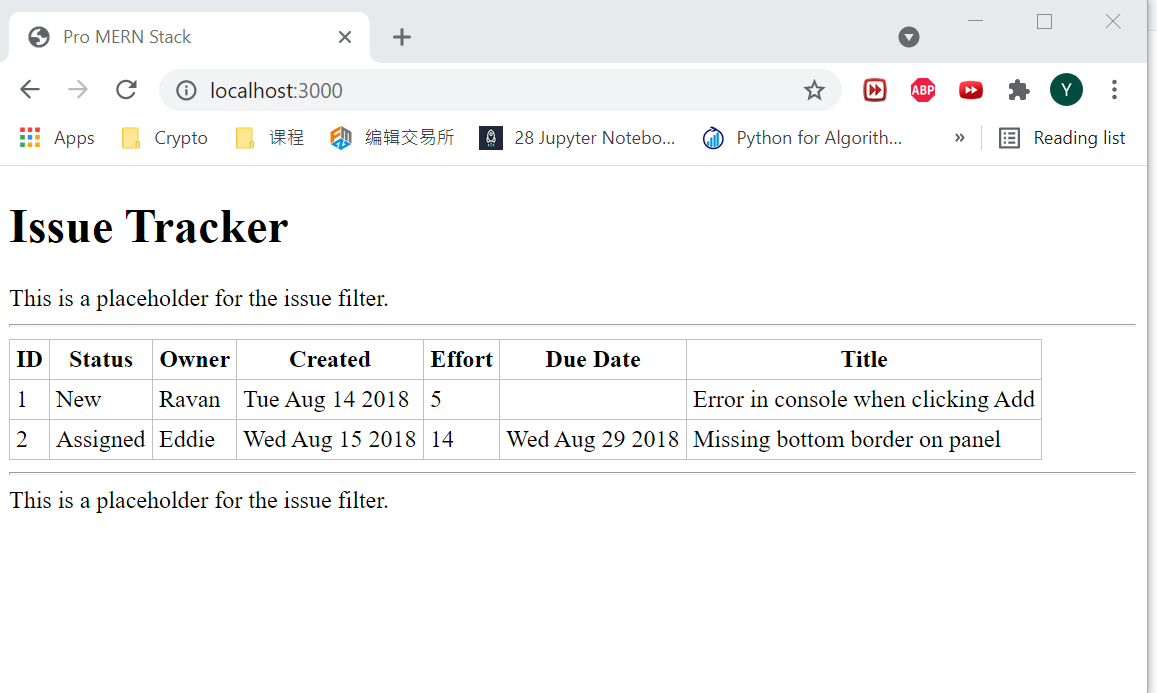 Pro MERN Stack
localhost:3000
ABP
Y
Apps Crypto 课程 编辑交易所 28 Jupyter Notebo... Python for Algorith... » Reading list
Issue Tracker
This is a placeholder for the issue filter.
ID Status Owner Created Effort Due Date Title
1 New Ravan Tue Aug 14 2018 5 Error in console when clicking Add
2 Assigned Eddie Wed Aug 15 2018 14 Wed Aug 29 2018 Missing bottom border on panel
This is a placeholder for the issue filter.